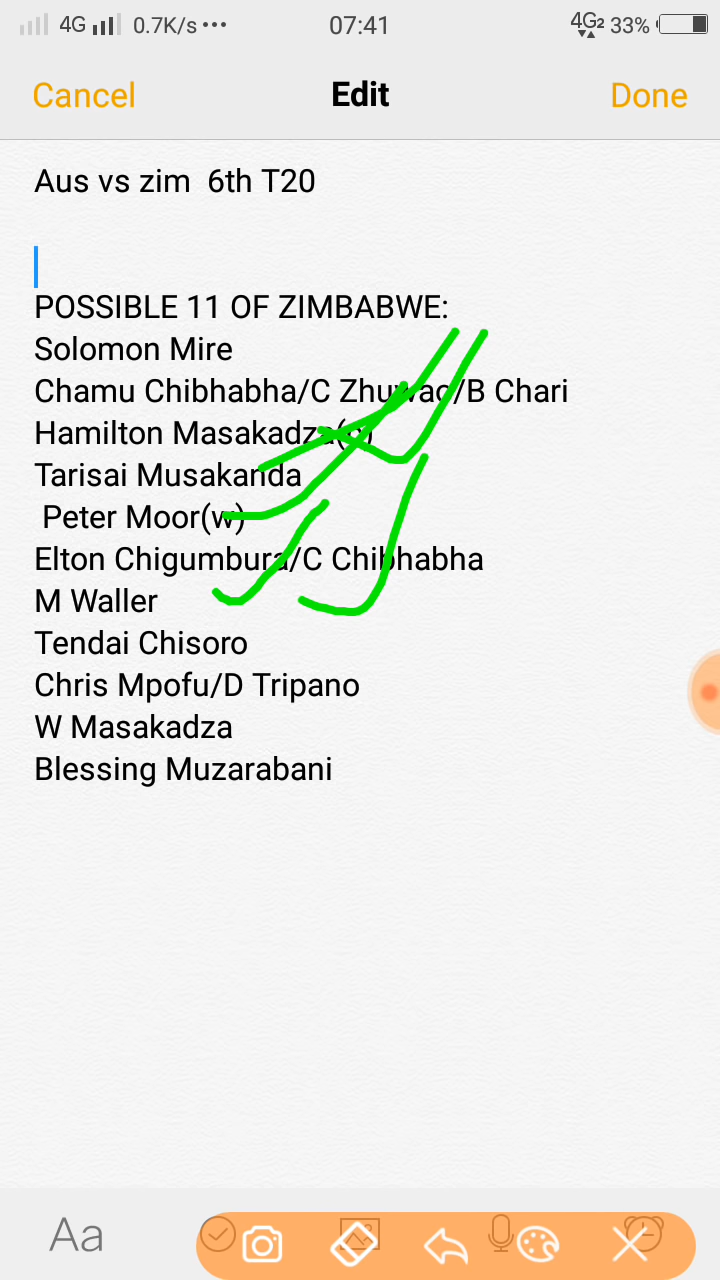 4G 0.7K/s 07:41 4G2 33%
Cancel Edit Done
Aus vs zim 6th T20
POSSIBLE 11 OF ZIMBABWE:
Solomon Mire
Chamu Chibhabha/C Zhuwao/B Chari
Hamilton Masakadza(c)
Tarisai Musakanda
Peter Moor(w)
Elton Chigumbura/C Chibhabha
M Waller
Tendai Chisoro
Chris Mpofu/D Tripano
W Masakadza
Blessing Muzarabani
Aa